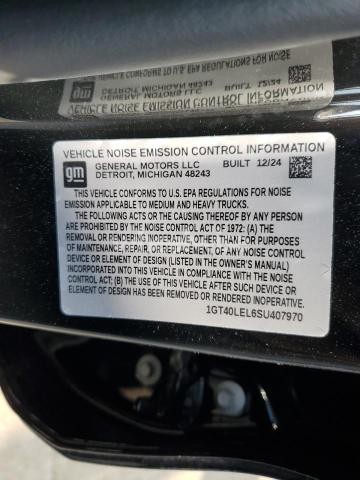 VEHICLE NOISE EMISSION CONTROL INFORMATION
gm
GENERAL MOTORS LLC BUILT 12/24
DETROIT, MICHIGAN 48243
THIS VEHICLE CONFORMS TO U.S. EPA REGULATIONS FOR NOISE
EMISSION APPLICABLE TO MEDIUM AND HEAVY TRUCKS.
THE FOLLOWING ACTS OR THE CAUSING THEREOF BY ANY PERSON
ARE PROHIBITED BY THE NOISE CONTROL ACT OF 1972: (A) THE
REMOVAL OR RENDERING INOPERATIVE, OTHER THAN FOR PURPOSES
OF MAINTENANCE, REPAIR, OR REPLACEMENT, OF ANY NOISE
CONTROL DEVICE OR ELEMENT OF DESIGN (LISTED IN THE OWNER'S MANUAL)
INCORPORATED INTO THIS VEHICLE IN COMPLIANCE WITH THE NOISE
CONTROL ACT; (B) THE USE OF THIS VEHICLE AFTER SUCH DEVICE OR
ELEMENT OF DESIGN HAS BEEN REMOVED OR RENDERED INOPERATIVE.
1GT40LEL6SU407970